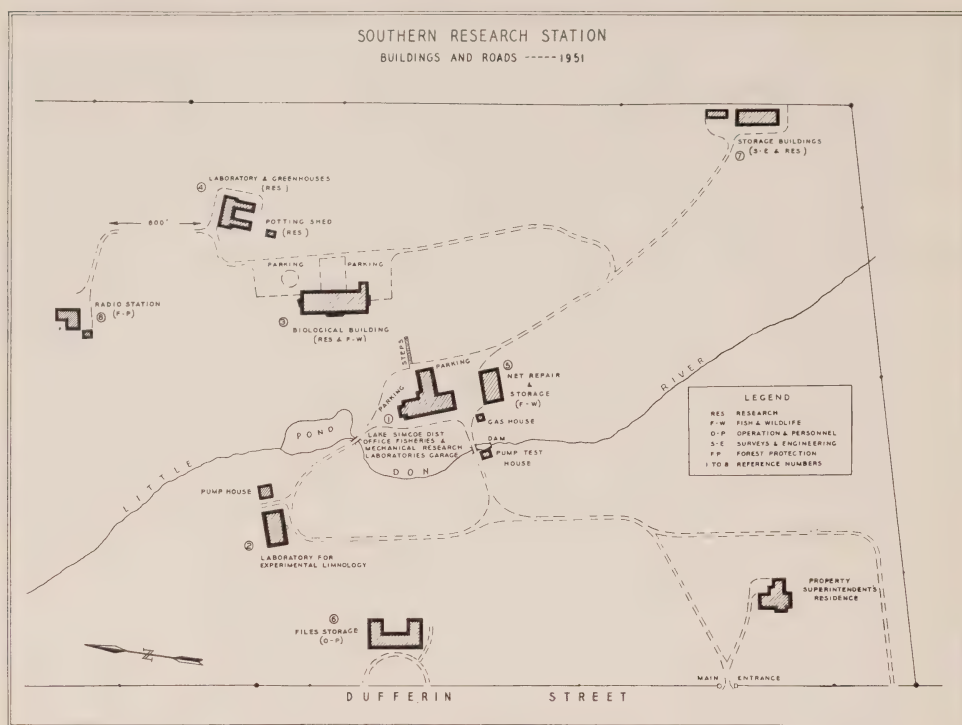 SOUTHERN RESEARCH STATION
BUILDINGS AND ROADS -----1951
STORAGE BUILDINGS
(S-E & RES)
⑦
④
LABORATORY & GREENHOUSES
(RES)
POTTING SHED
(RES)
600'
PARKING
PARKING
RADIO STATION
(F-P)
⑧
③
BIOLOGICAL BUILDING
(RES & F-W)
STEPS
PARKING
PARKING
⑤
NET REPAIR
&
STORAGE
(F-W)
GAS HOUSE
①
LAKE SIMCOE DIST
OFFICE FISHERIES &
MECHANICAL RESEARCH
LABORATORIES GARAGE
DAM
PUMP TEST
HOUSE
POND
LITTLE
DON
RIVER
LEGEND
RES RESEARCH
F-W FISH & WILDLIFE
O-P OPERATION & PERSONNEL
S-E SURVEYS & ENGINEERING
FP FOREST PROTECTION
1 TO 8 REFERENCE NUMBERS
PUMP HOUSE
②
LABORATORY FOR
EXPERIMENTAL LIMNOLOGY
PROPERTY
SUPERINTENDENT'S
RESIDENCE
⑥
FILES STORAGE
(O-P)
N
MAIN ENTRANCE
DUFFERIN STREET